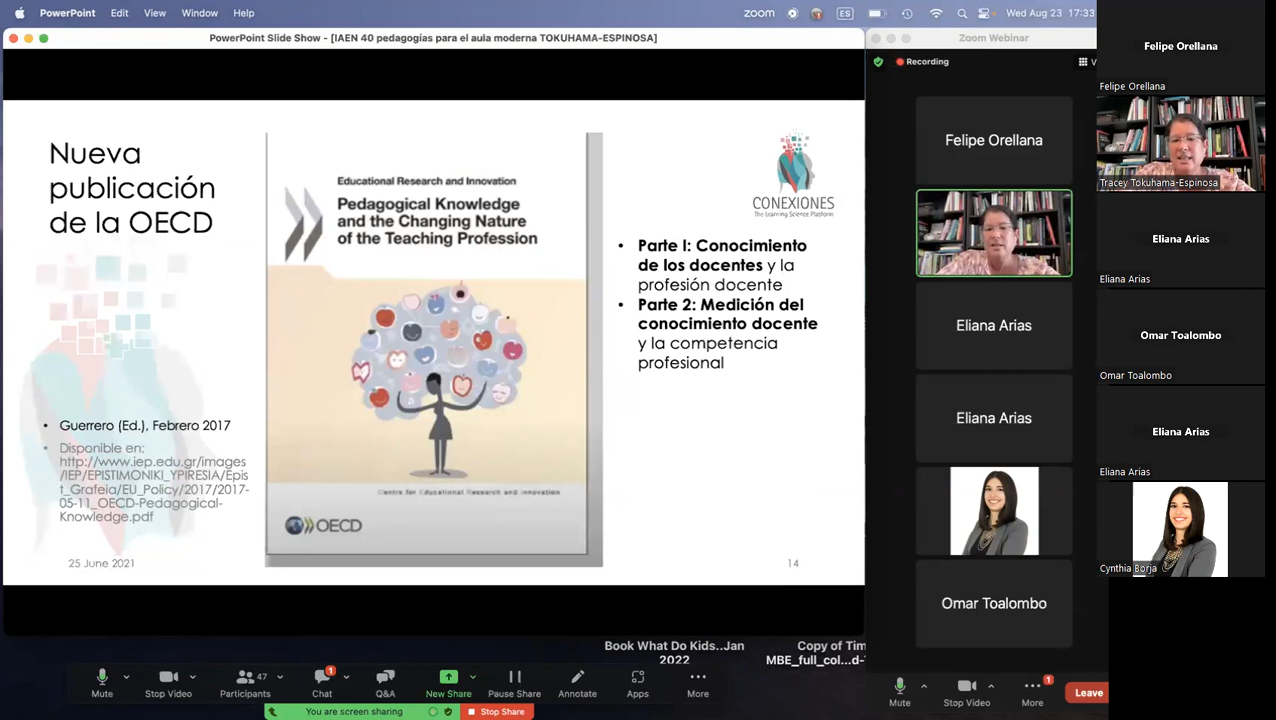 PowerPoint Edit View Window Help
zoom ES Wed Aug 23 17:33
PowerPoint Slide Show - [IAEN 40 pedagogías para el aula moderna TOKUHAMA-ESPINOSA]
Nueva
publicación
de la OECD
Guerrero (Ed.), Febrero 2017
Disponible en:
http://www.iep.edu.gr/images
/IEP/EPISTIMONIKI_YPIRESIA/Epis
t_Grafeia/EU_Policy/2017/2017-
05-11_OECD-Pedagogical-
Knowledge.pdf
25 June 2021
Educational Research and Innovation
Pedagogical Knowledge
and the Changing Nature
of the Teaching Profession
Centre for Educational Research and Innovation
OECD
CONEXIONES
The Learning Science Platform
Parte I: Conocimiento
de los docentes y la
profesión docente
Parte 2: Medición del
conocimiento docente
y la competencia
profesional
14
Zoom Webinar
Recording V
Felipe Orellana
Eliana Arias
Eliana Arias
Omar Toalombo
Felipe Orellana
Felipe Orellana
Tracey Tokuhama-Espinosa
Eliana Arias
Eliana Arias
Omar Toalombo
Omar Toalombo
Eliana Arias
Eliana Arias
Cynthia Borja
Book What Do Kids..Jan
2022
Copy of Tim
MBE_full_col...d-
47
1
Mute Stop Video Participants Chat Q&A New Share Pause Share Annotate Apps More
You are screen sharing Stop Share
1
Mute Stop Video More Leave